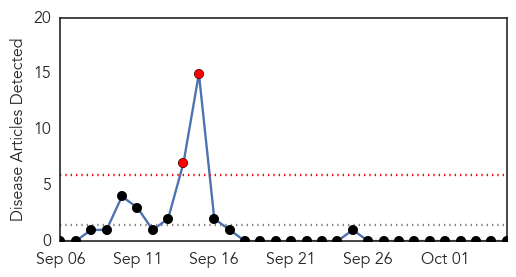 20
15
10
5
0
Disease Articles Detected
Sep 06
Sep 11
Sep 16
Sep 21
Sep 26
Oct 01